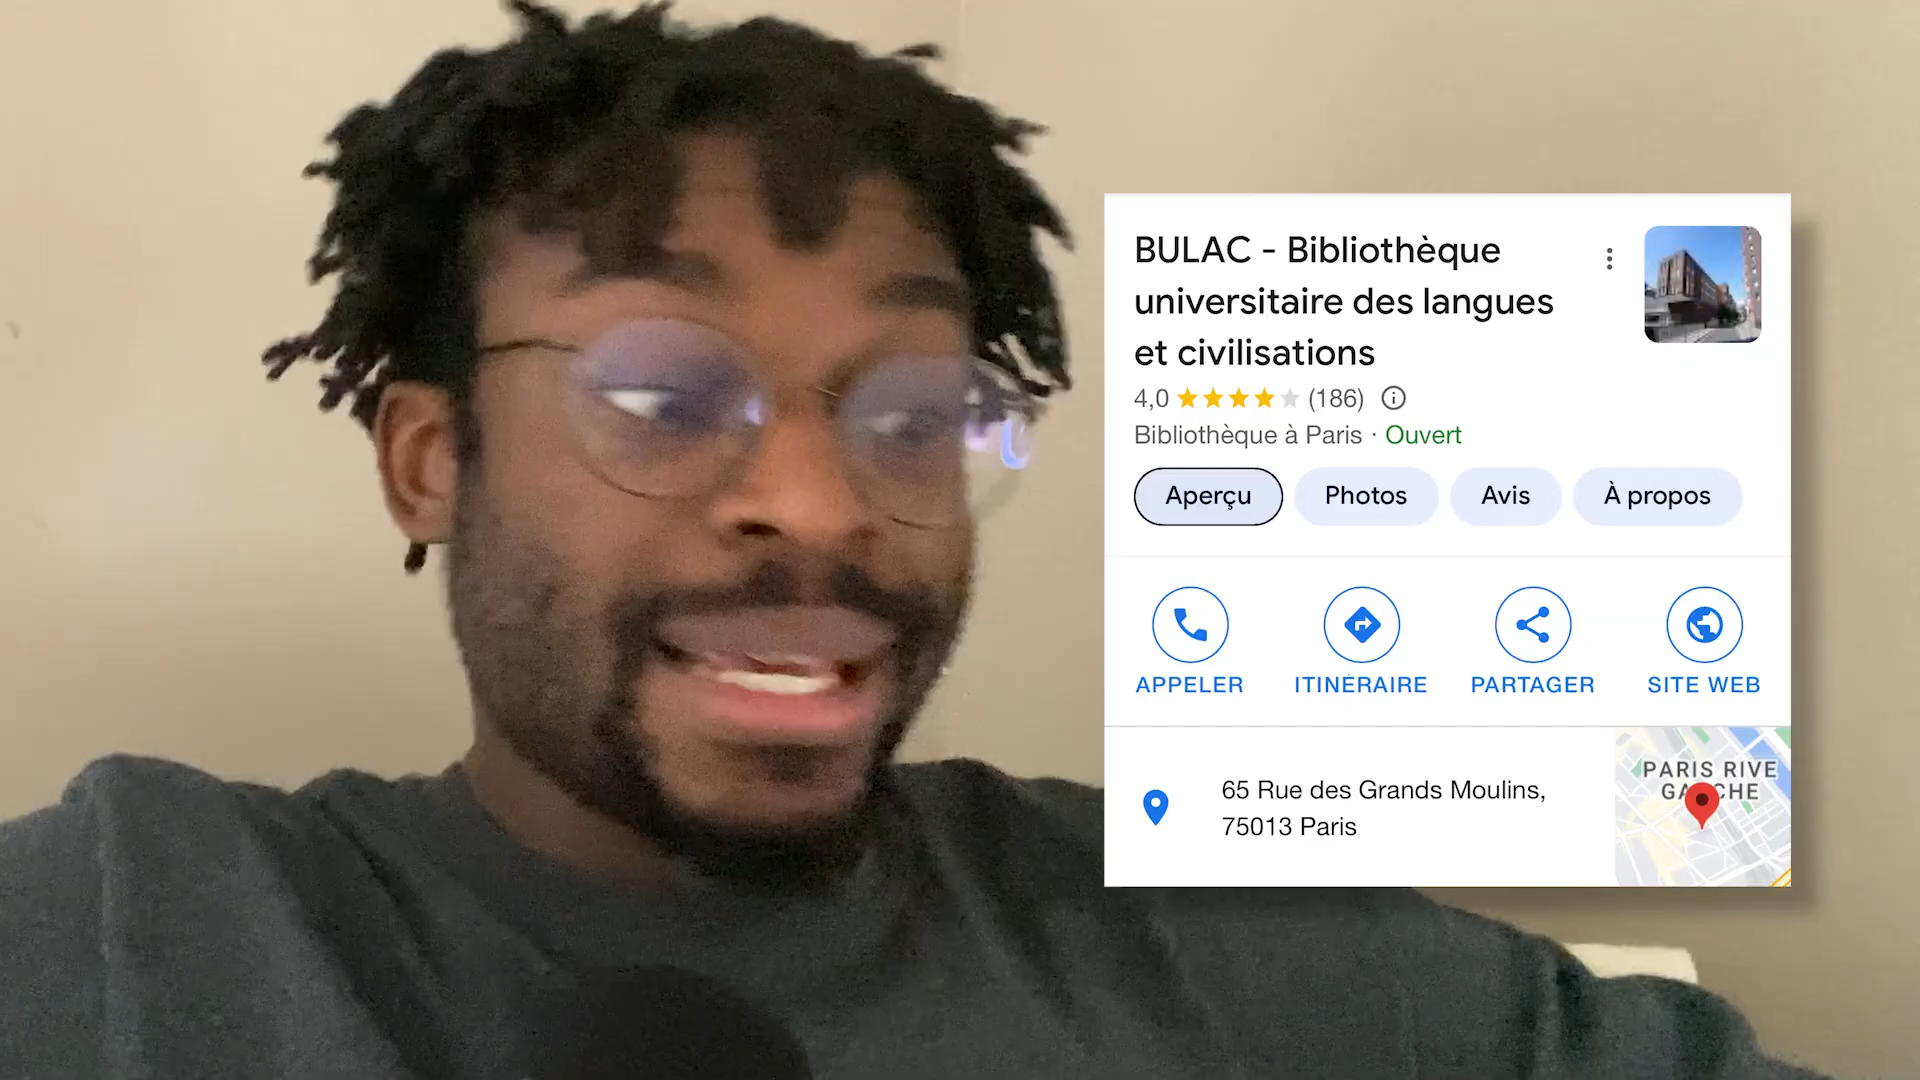 BULAC - Bibliothèque
universitaire des langues
et civilisations
4,0 (186)
Bibliothèque à Paris · Ouvert
Aperçu Photos Avis À propos
APPELER ITINÉRAIRE PARTAGER SITE WEB
65 Rue des Grands Moulins,
75013 Paris
PARIS RIVE
GAUCHE